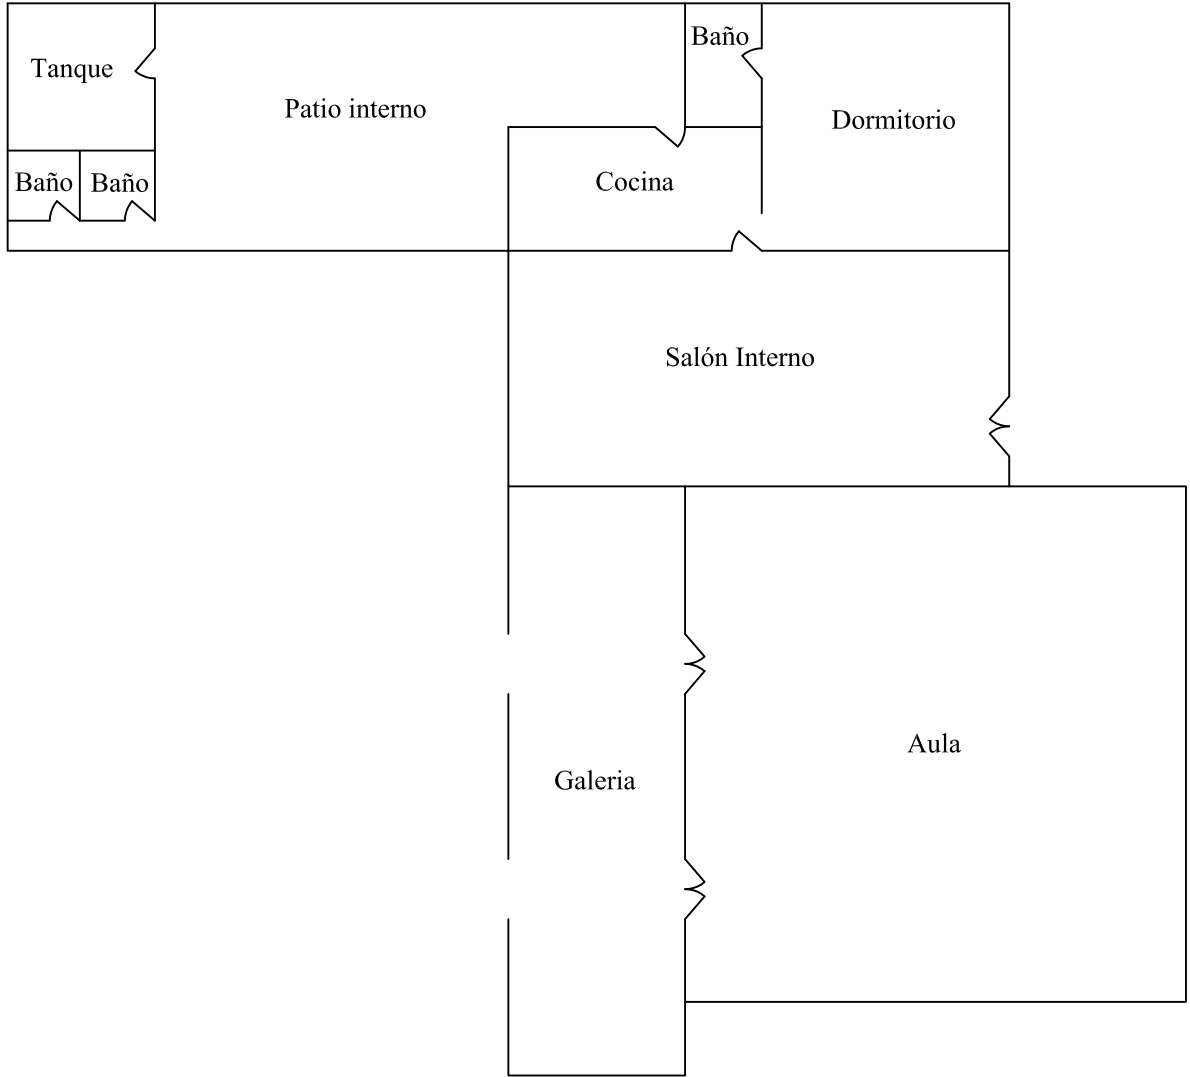 Baño
Tanque
Patio interno
Dormitorio
Baño
Baño
Cocina
Salón Interno
Aula
Galeria